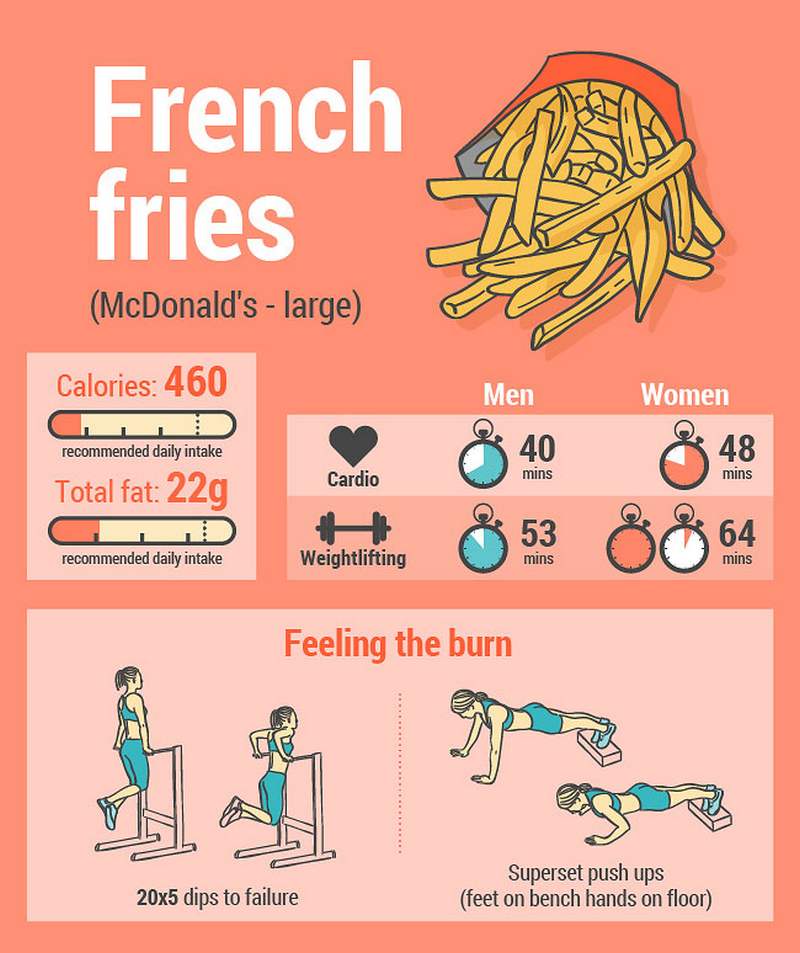 French
fries
(McDonald's - large)
Calories: 460
recommended daily intake
Total fat: 22g
recommended daily intake
Men
Women
Cardio
40
mins
48
mins
Weightlifting
53
mins
64
mins
Feeling the burn
20x5 dips to failure
Superset push ups
(feet on bench hands on floor)